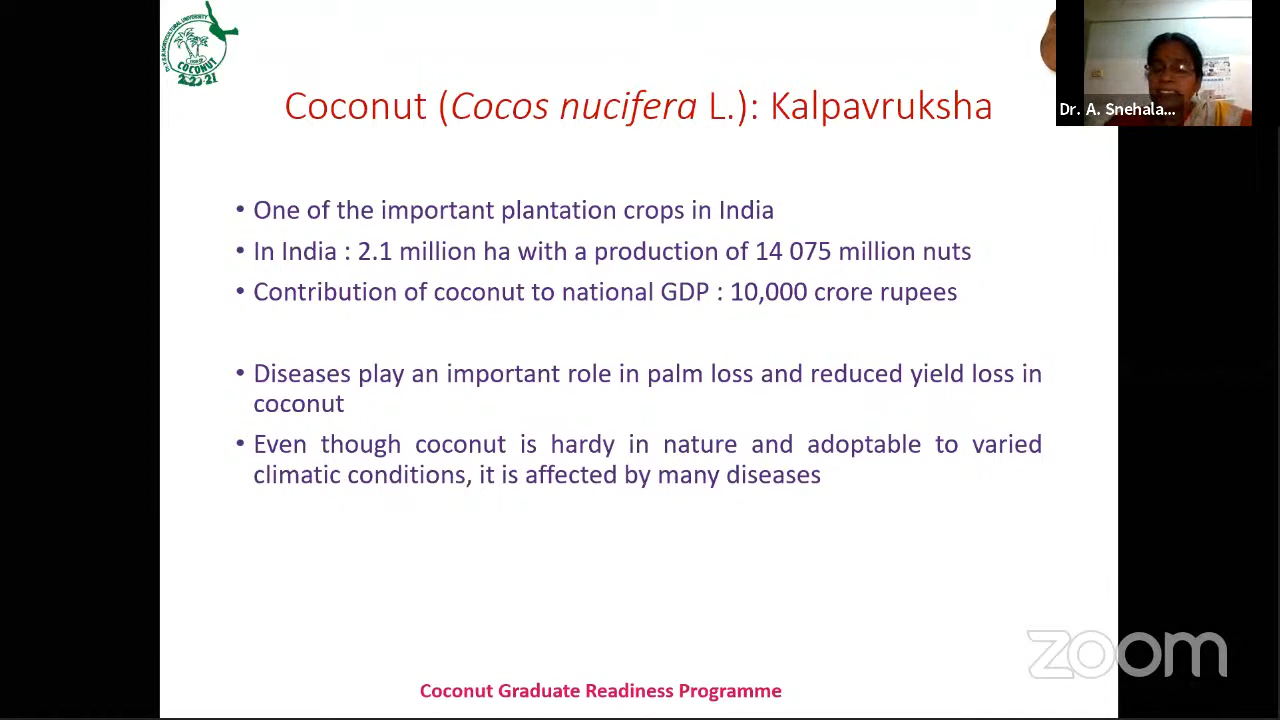 COCONUT
Coconut (Cocos nucifera L.): Kalpavruksha
Dr. A. Snehala...
• One of the important plantation crops in India
• In India : 2.1 million ha with a production of 14 075 million nuts
• Contribution of coconut to national GDP : 10,000 crore rupees
• Diseases play an important role in palm loss and reduced yield loss in
coconut
• Even though coconut is hardy in nature and adoptable to varied
climatic conditions, it is affected by many diseases
zoom
Coconut Graduate Readiness Programme